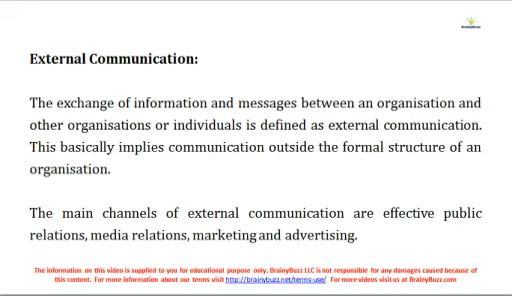 BrainyBuzz
External Communication:
The exchange of information and messages between an organisation and
other organisations or individuals is defined as external communication.
This basically implies communication outside the formal structure of an
organisation.
The main channels of external communication are effective public
relations, media relations, marketing and advertising.
The information on this video is supplied to you for educational purpose only. BrainyBuzz LLC is not responsible for any damages caused because of
this content. For more information about our terms visit http://brainybuzz.net/terms-use/ For more videos visit us at BrainyBuzz.com